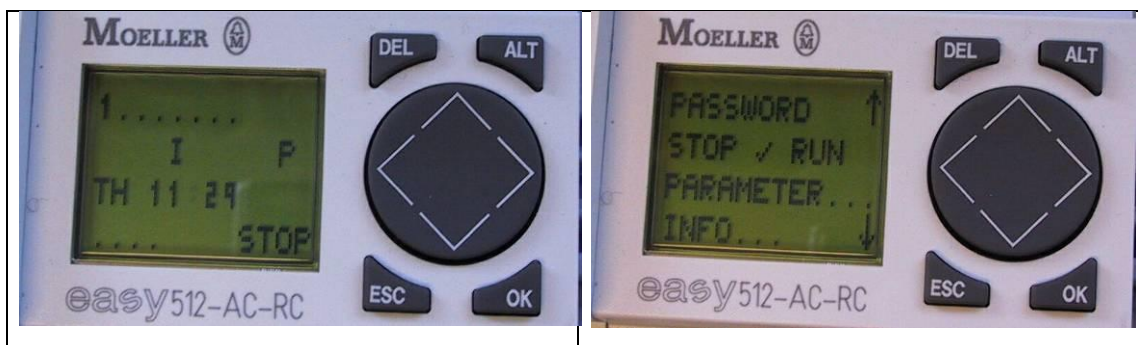 MOELLER
DEL
ALT
1.......
I P
TH 11 29
.... STOP
ESC
OK
easy512-AC-RC
MOELLER
DEL
ALT
PASSWORD ↑
STOP ✓ RUN
PARAMETER...
INFO... ↓
ESC
OK
easy512-AC-RC